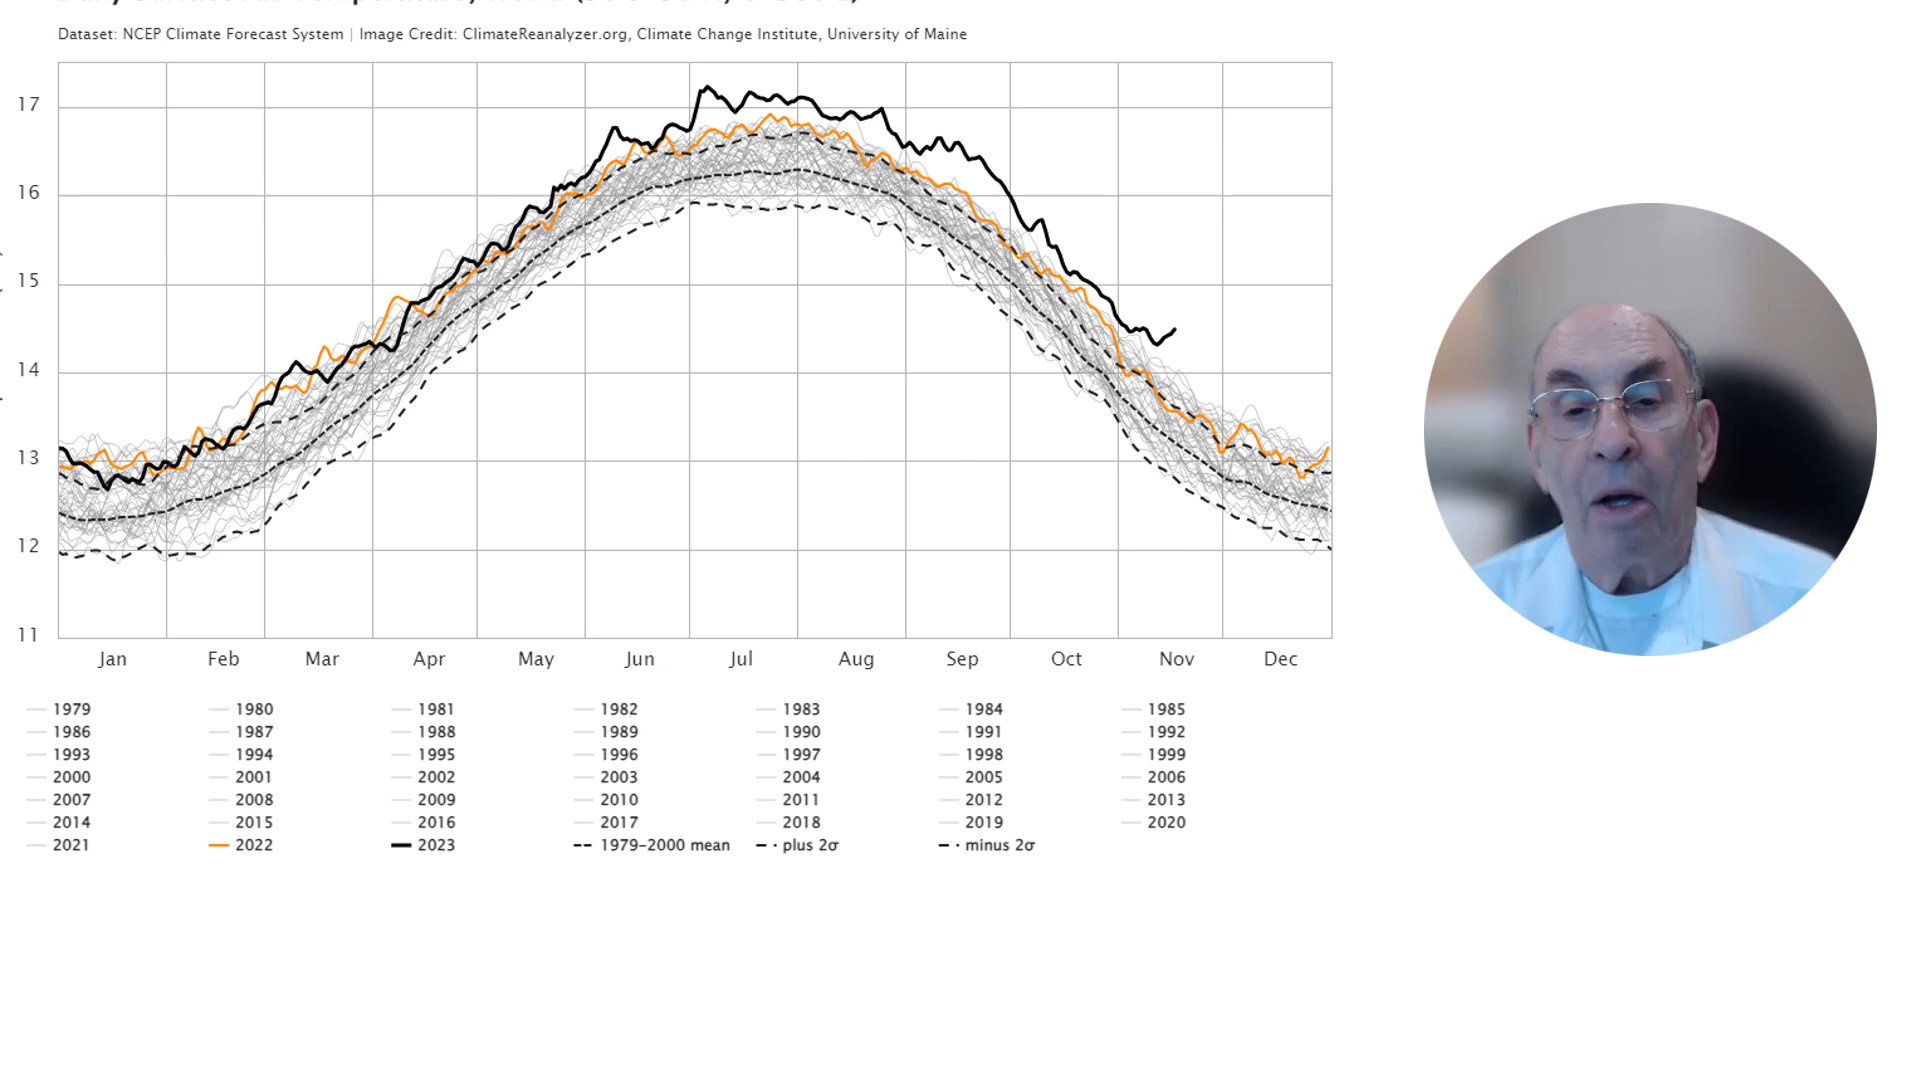 Dataset: NCEP Climate Forecast System | Image Credit: ClimateReanalyzer.org, Climate Change Institute, University of Maine
17
16
15
14
13
12
11
Jan Feb Mar Apr May Jun Jul Aug Sep Oct Nov Dec
1979 1980 1981 1982 1983 1984 1985
1986 1987 1988 1989 1990 1991 1992
1993 1994 1995 1996 1997 1998 1999
2000 2001 2002 2003 2004 2005 2006
2007 2008 2009 2010 2011 2012 2013
2014 2015 2016 2017 2018 2019 2020
2021 2022 2023 1979–2000 mean plus 2σ minus 2σ